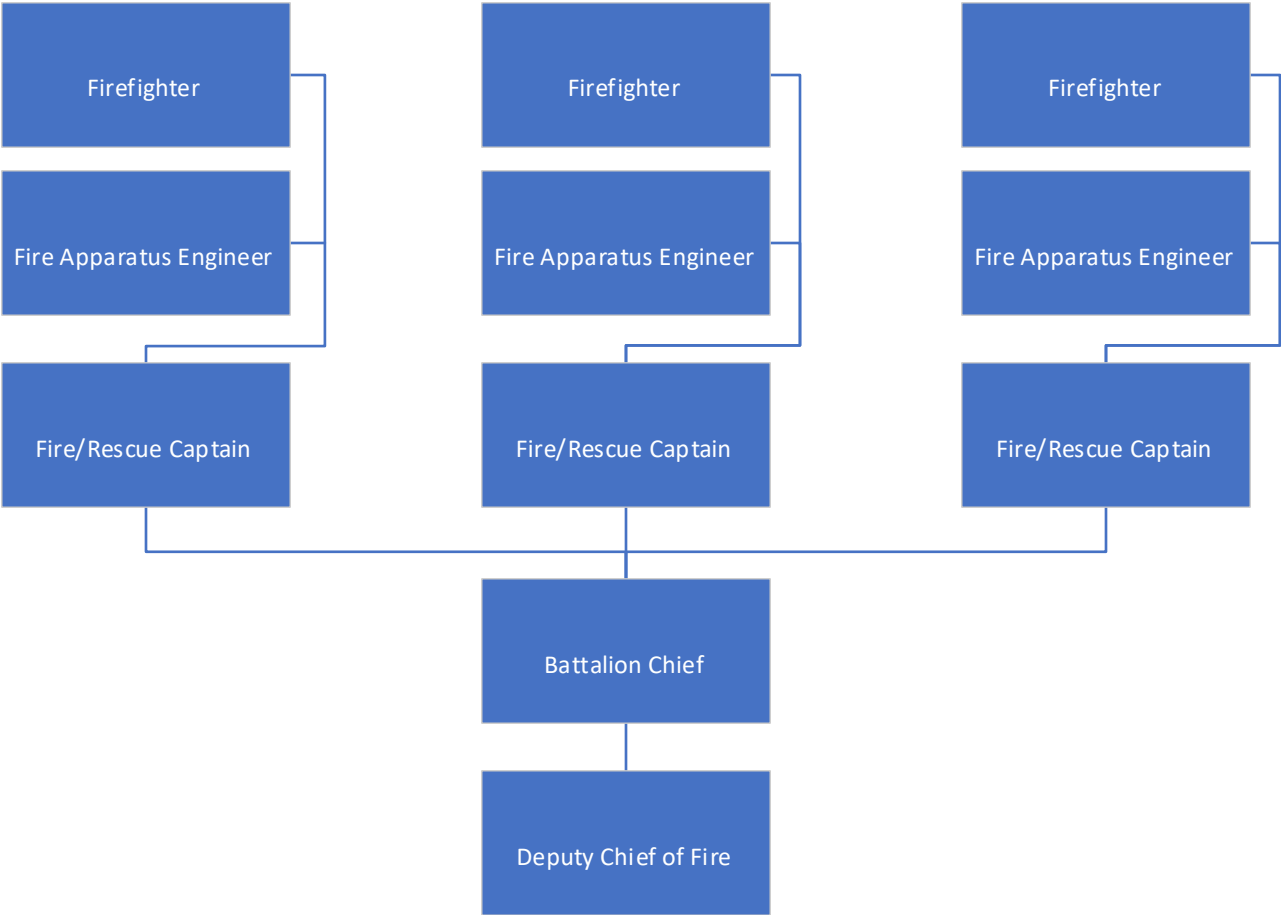 Firefighter
Firefighter
Firefighter
Fire Apparatus Engineer
Fire Apparatus Engineer
Fire Apparatus Engineer
Fire/Rescue Captain
Fire/Rescue Captain
Fire/Rescue Captain
Battalion Chief
Deputy Chief of Fire